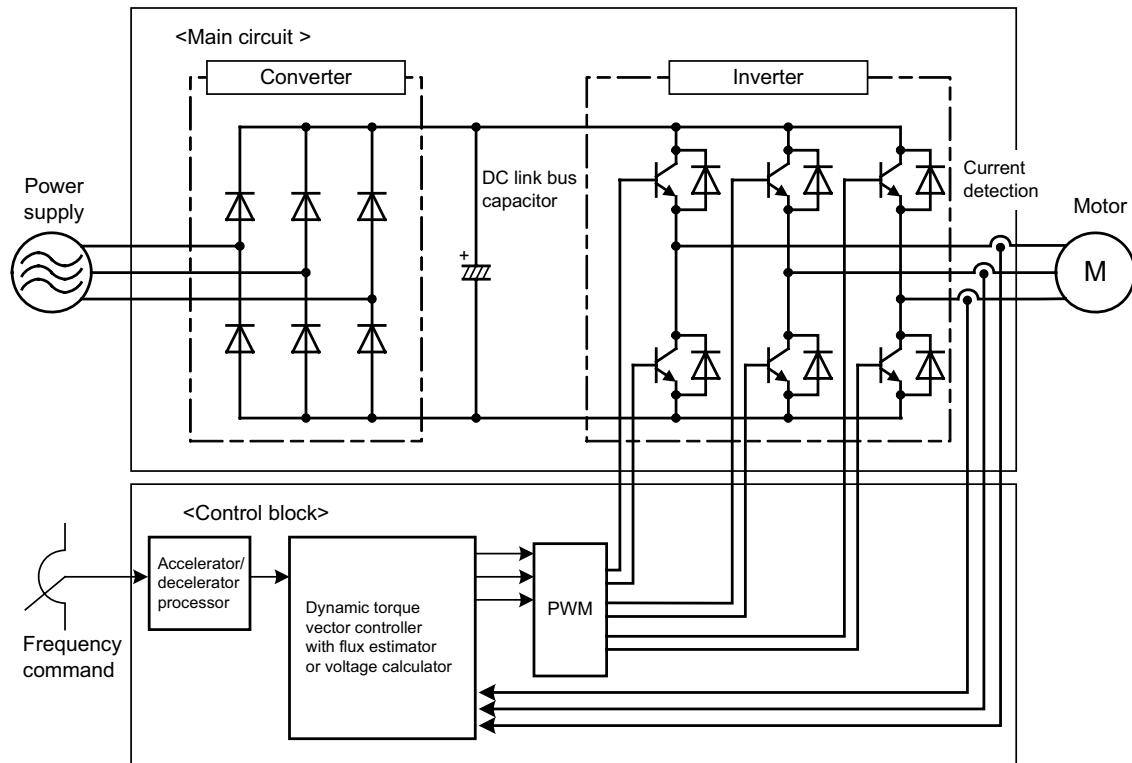 <Main circuit >
Converter
Inverter
Power
supply
DC link bus
capacitor
+
Current
detection
Motor
M
<Control block>
Accelerator/
decelerator
processor
Dynamic torque
vector controller
with flux estimator
or voltage calculator
PWM
Frequency
command